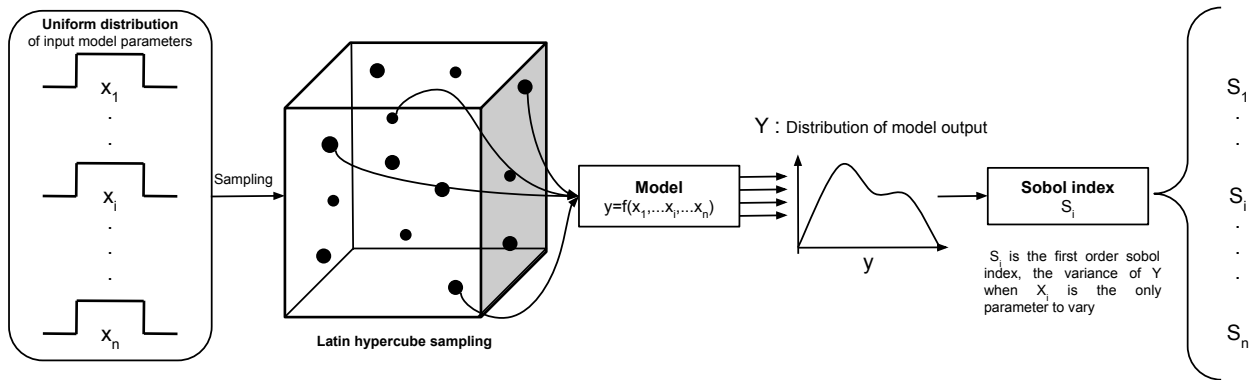 Uniform distribution
of input model parameters
x₁
.
.
xᵢ
.
.
.
xₙ
Sampling
Latin hypercube sampling
Model
y=f(x₁,...xᵢ,...xₙ)
Y : Distribution of model output
y
Sobol index
Sᵢ
Sᵢ is the first order sobol
index, the variance of Y
when Xᵢ is the only
parameter to vary
S₁
.
.
Sᵢ
.
.
.
Sₙ